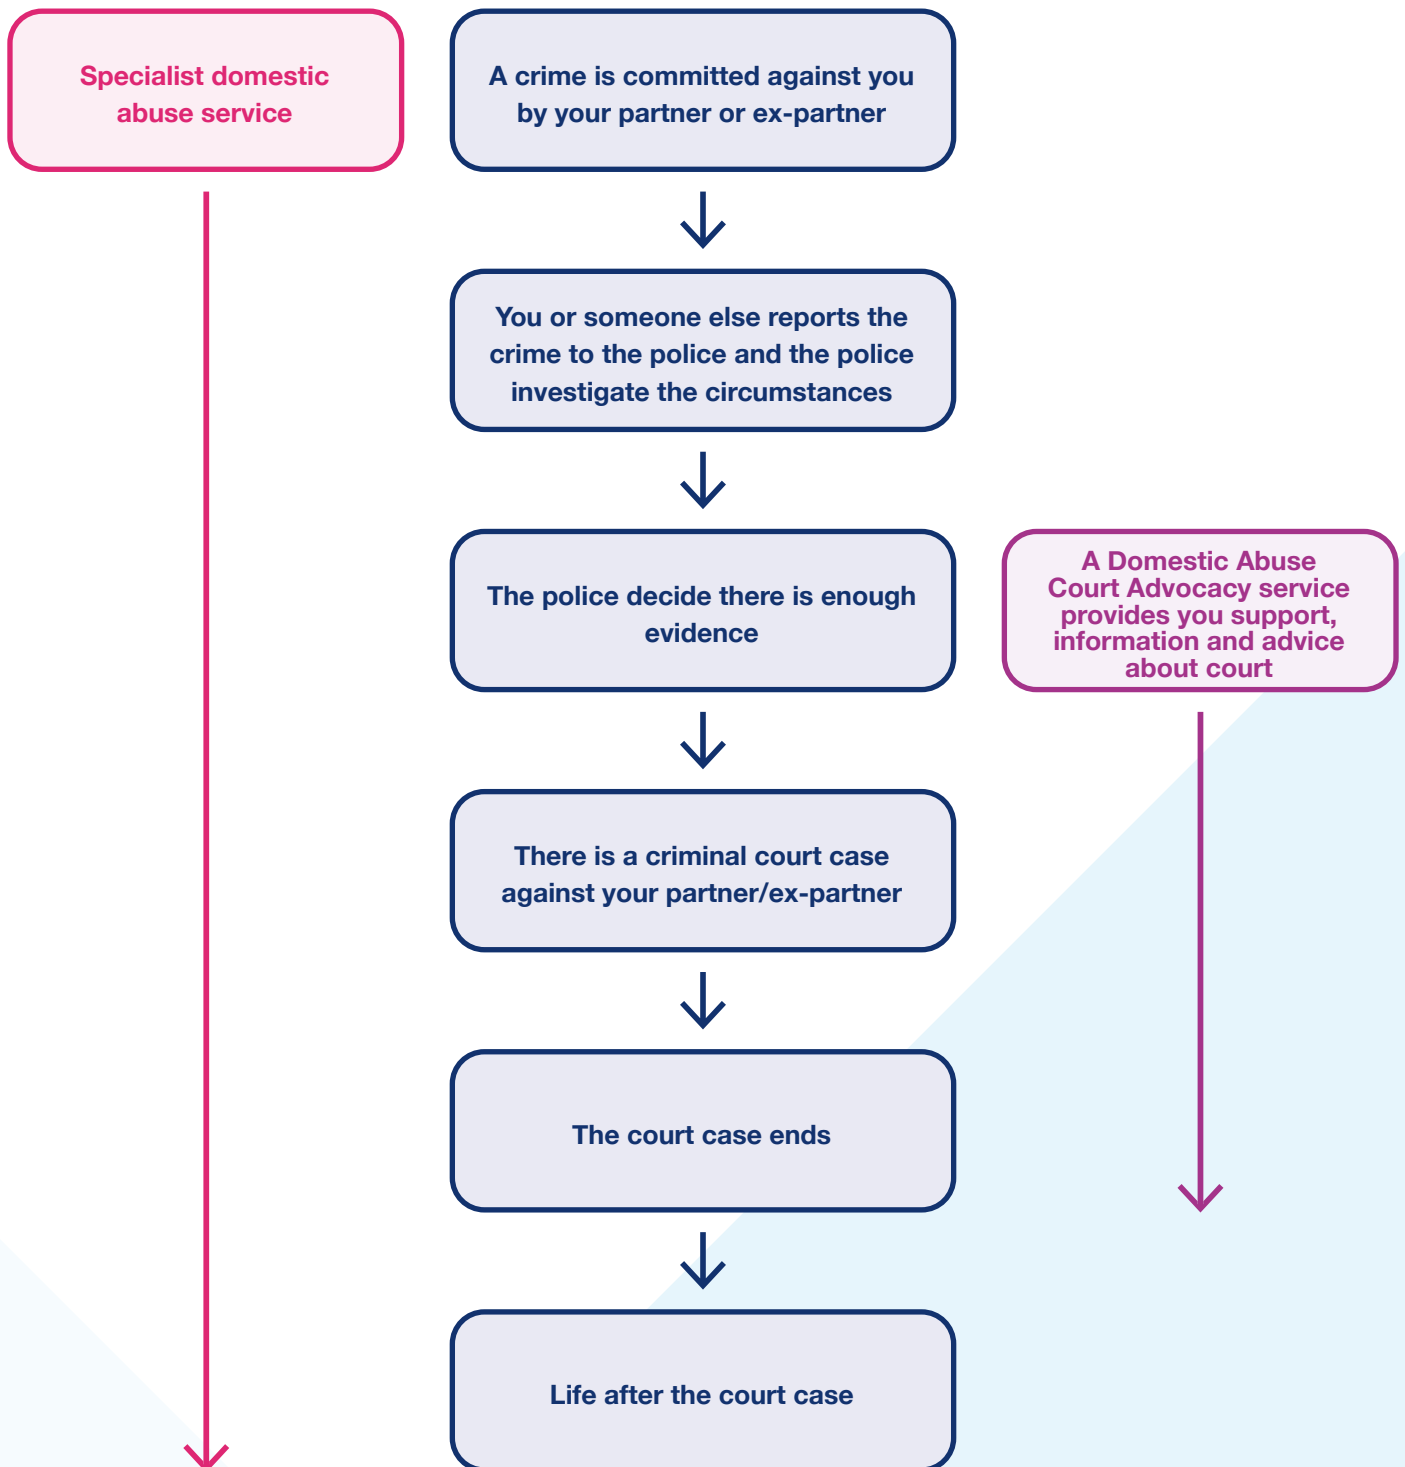 Specialist domestic
abuse service
A crime is committed against you
by your partner or ex-partner
You or someone else reports the
crime to the police and the police
investigate the circumstances
The police decide there is enough
evidence
A Domestic Abuse
Court Advocacy service
provides you support,
information and advice
about court
There is a criminal court case
against your partner/ex-partner
The court case ends
Life after the court case